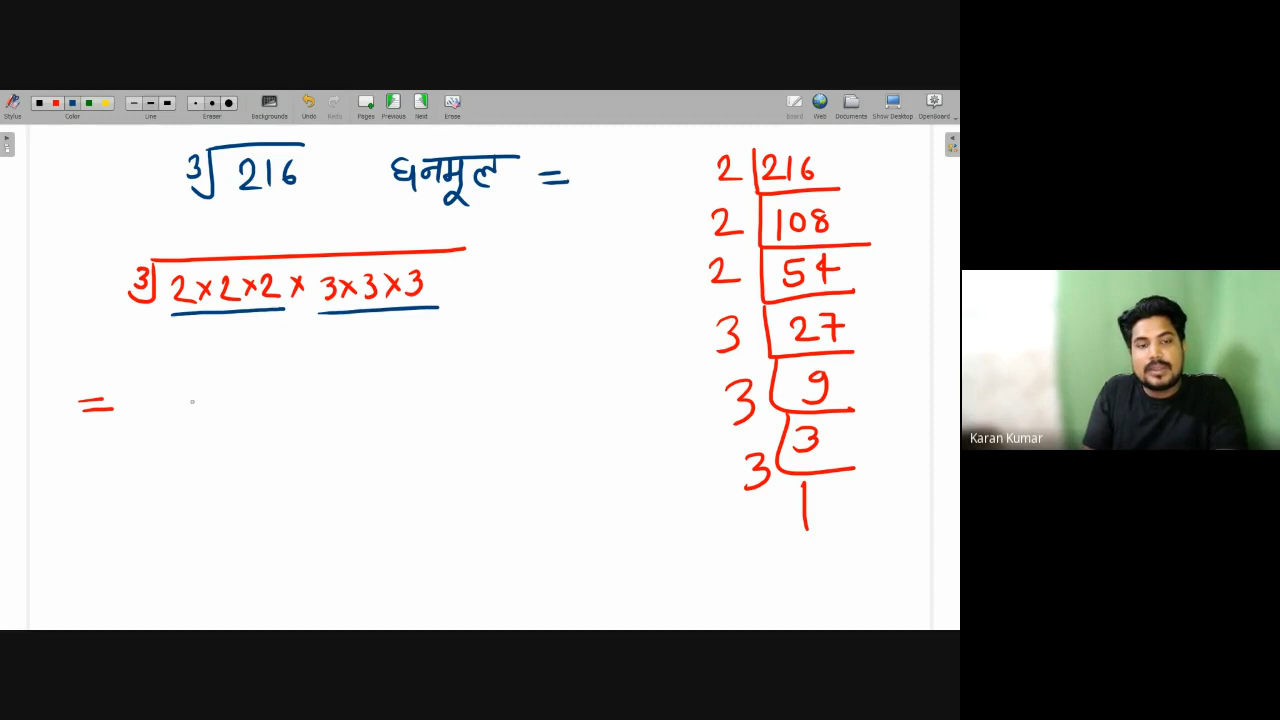 Stylus Color Line Eraser Backgrounds Undo Redo Pages Previous Next Erase Board Web Documents Show Desktop OpenBoard
∛216 घनमूल =
∛2×2×2 × 3×3×3
=
2 216
2 108
2 54
3 27
3 9
3 3
1
Karan Kumar